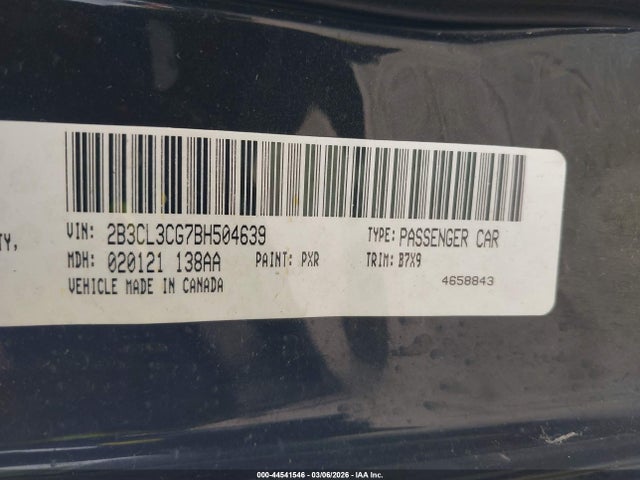 TY,
VIN: 2B3CL3CG7BH504639 TYPE: PASSENGER CAR
MDH: 020121 138AA PAINT: PXR TRIM: B7X9
VEHICLE MADE IN CANADA 4658843
000-44541546 - 03/06/2026 - IAA Inc.